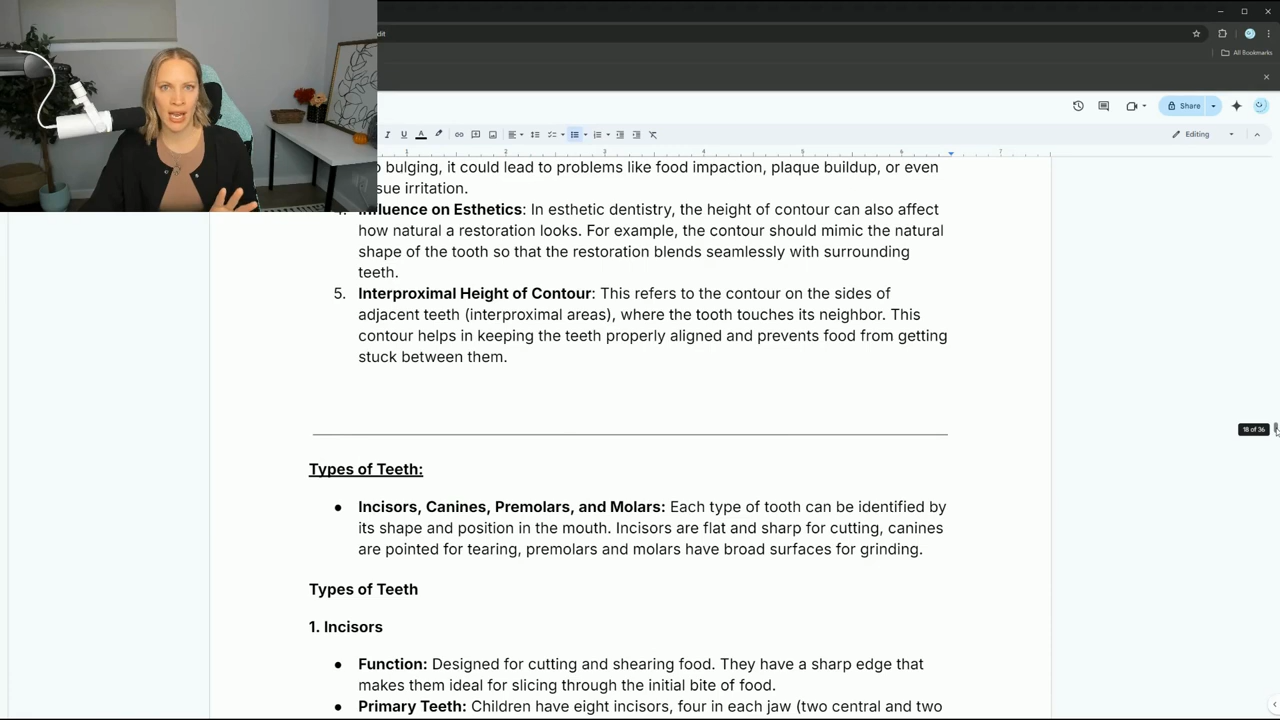 dit
All Bookmarks
Share
Editing
1 2 3 4 5 6 7
bulging, it could lead to problems like food impaction, plaque buildup, or even
sue irritation.
Influence on Esthetics: In esthetic dentistry, the height of contour can also affect
how natural a restoration looks. For example, the contour should mimic the natural
shape of the tooth so that the restoration blends seamlessly with surrounding
teeth.
5. Interproximal Height of Contour: This refers to the contour on the sides of
adjacent teeth (interproximal areas), where the tooth touches its neighbor. This
contour helps in keeping the teeth properly aligned and prevents food from getting
stuck between them.
18 of 36
Types of Teeth:
● Incisors, Canines, Premolars, and Molars: Each type of tooth can be identified by
its shape and position in the mouth. Incisors are flat and sharp for cutting, canines
are pointed for tearing, premolars and molars have broad surfaces for grinding.
Types of Teeth
1. Incisors
● Function: Designed for cutting and shearing food. They have a sharp edge that
makes them ideal for slicing through the initial bite of food.
● Primary Teeth: Children have eight incisors, four in each jaw (two central and two